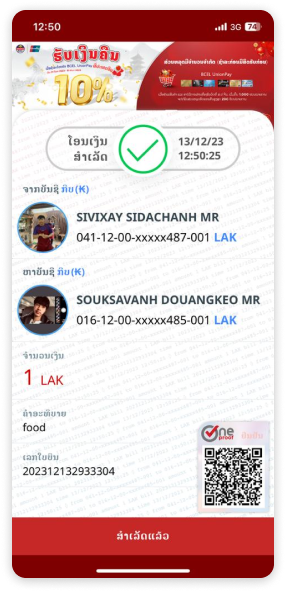 12:50
3G 74
ຮັບເງິນຄືນ
10%
BCEL UnionPay
ໂອນເງິນ
ສຳເລັດ
13/12/23
12:50:25
ຈາກບັນຊີ ກີບ(₭)
SIVIXAY SIDACHANH MR
041-12-00-xxxxx487-001 LAK
ຫາບັນຊີ ກີບ(₭)
SOUKSAVANH DOUANGKEO MR
016-12-00-xxxxx485-001 LAK
ຈຳນວນເງິນ
1 LAK
ຄຳອະທິບາຍ
food
One
proof
ເລກໃບບິນ
202312132933304
ສຳເລັດແລ້ວ